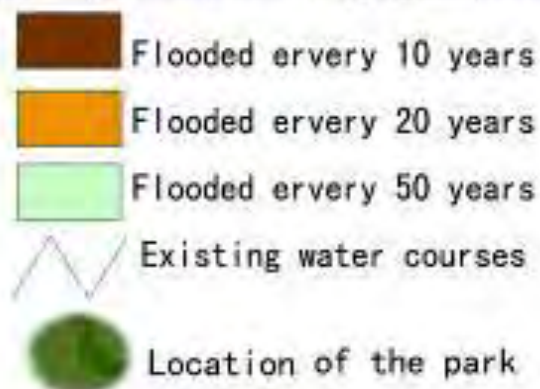 Flooded ervery 10 years
Flooded ervery 20 years
Flooded ervery 50 years
Existing water courses
Location of the park